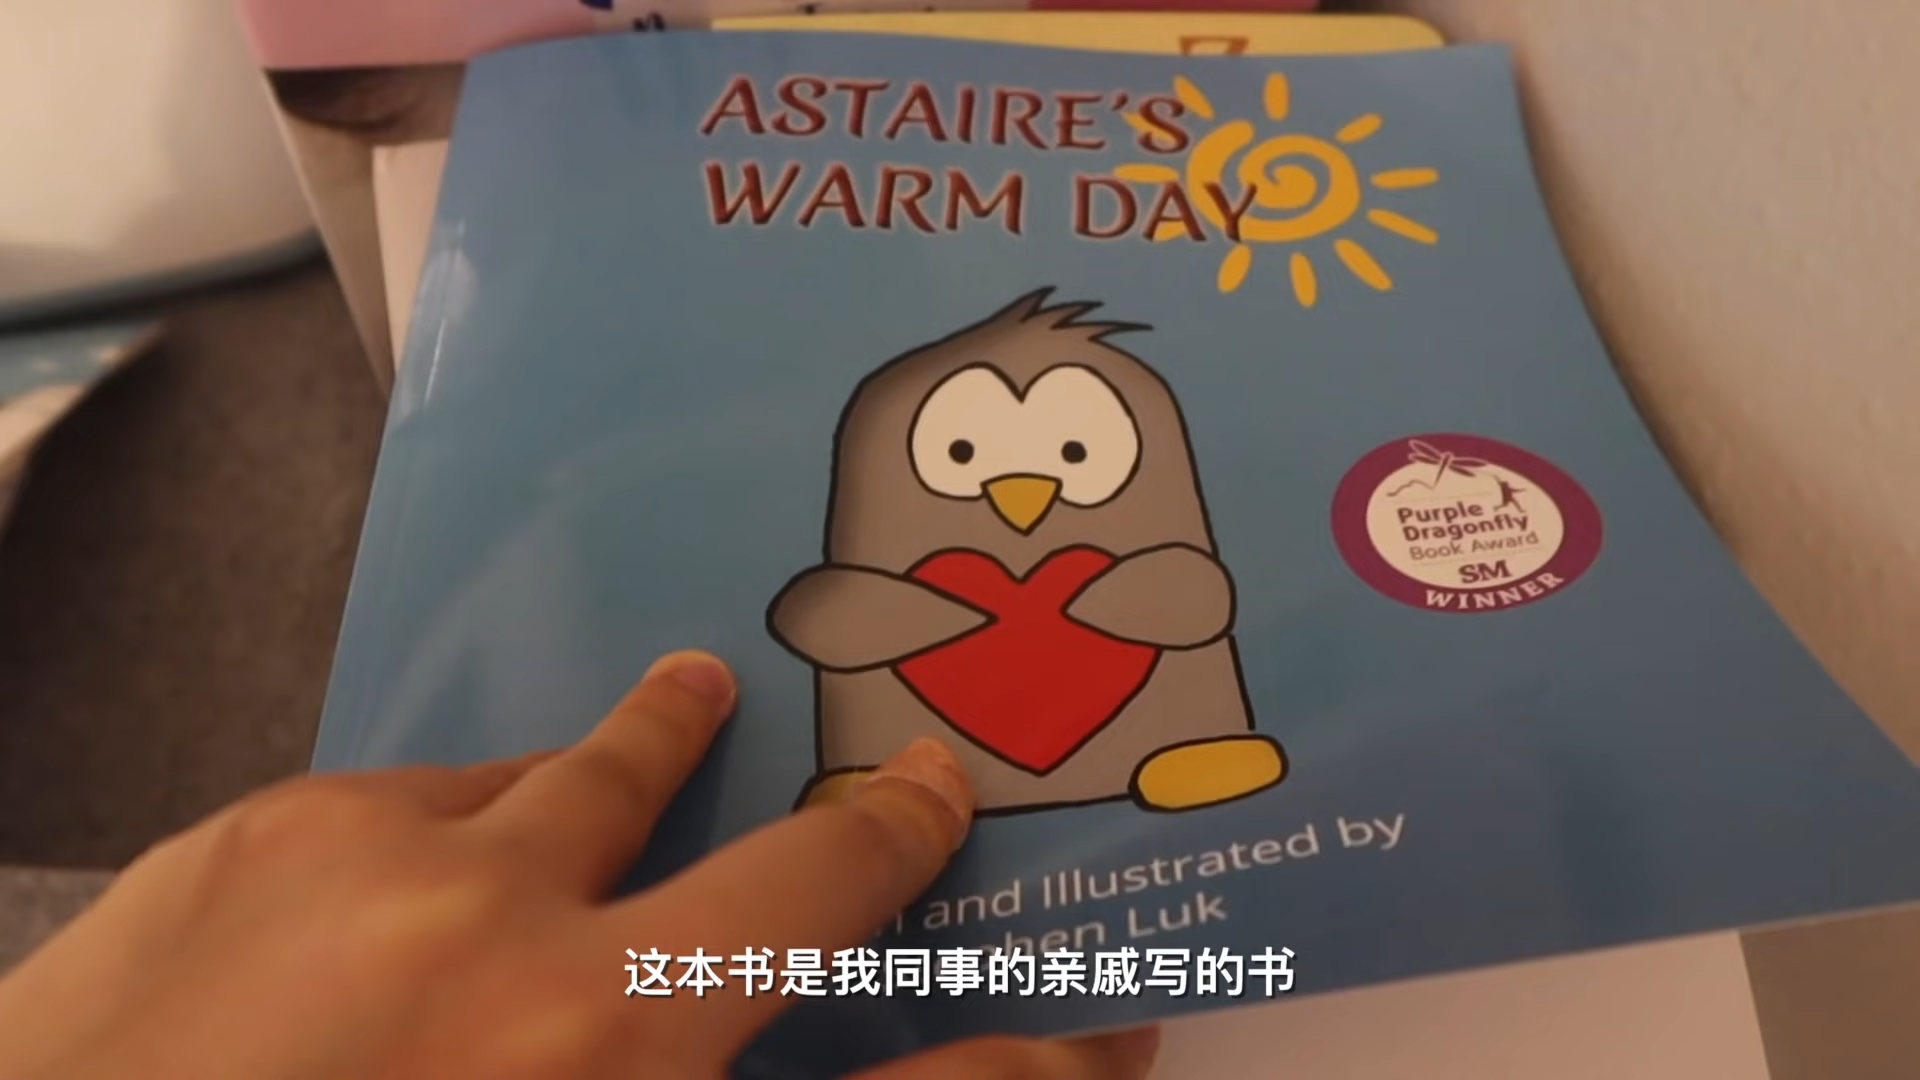 ASTAIRE'S
WARM DAY
Purple
Dragonfly
Book Award
SM
WINNER
and Illustrated by
Luk
这本书是我同事的亲戚写的书